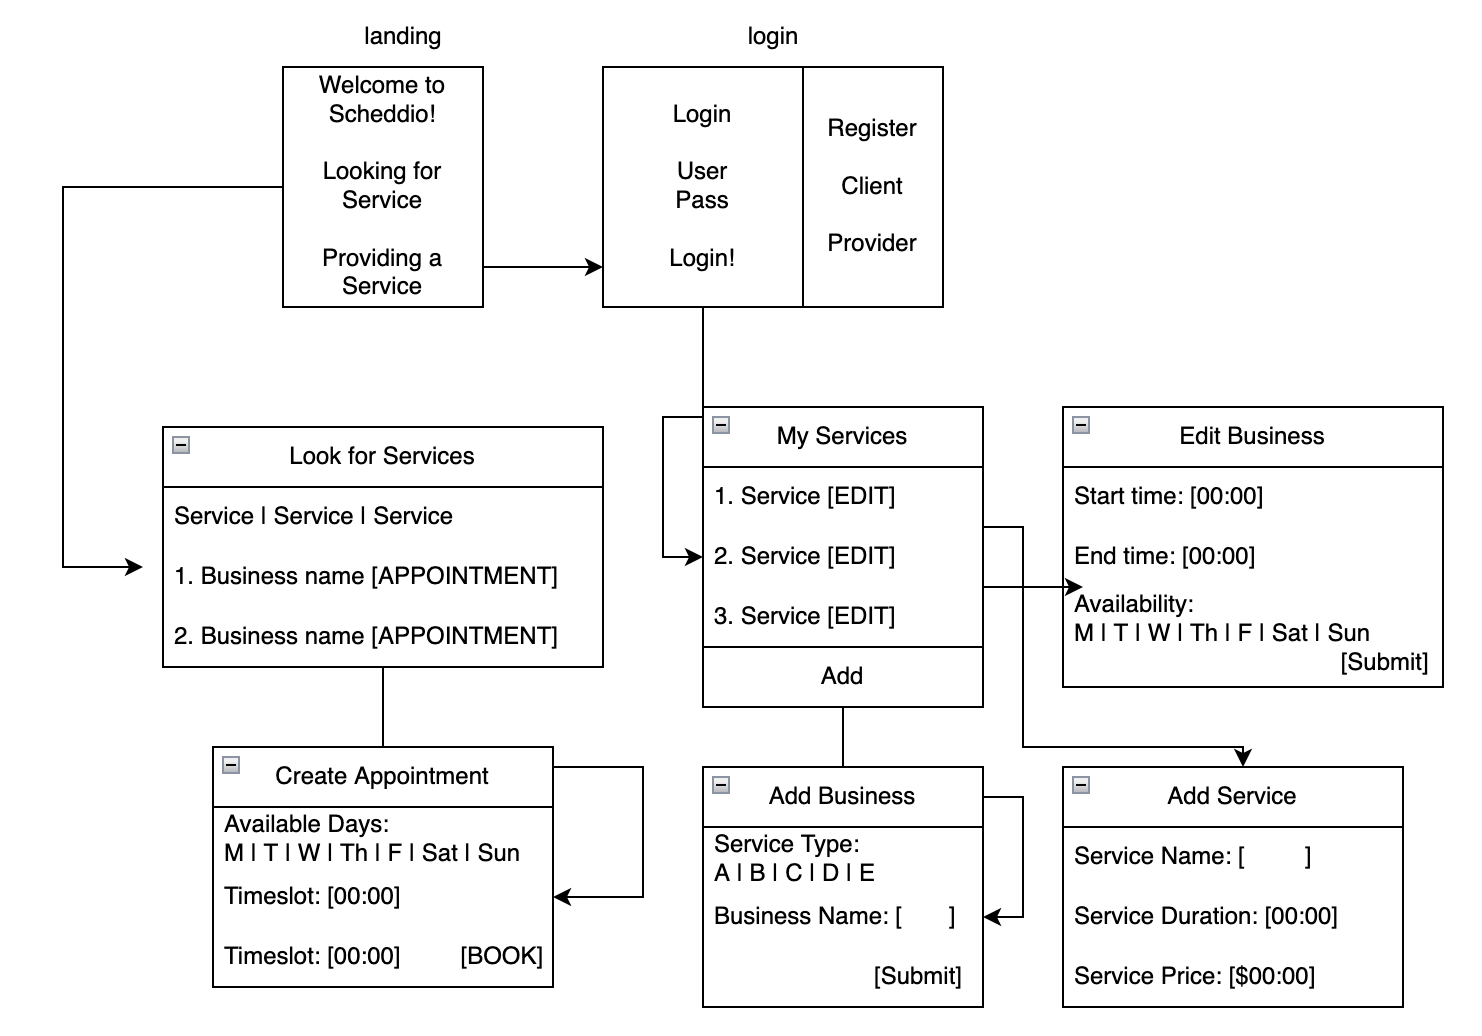 landing
login
Welcome to
Scheddio!
Looking for
Service
Providing a
Service
Login
User
Pass
Login!
Register
Client
Provider
Look for Services
Service | Service | Service
1. Business name [APPOINTMENT]
2. Business name [APPOINTMENT]
My Services
1. Service [EDIT]
2. Service [EDIT]
3. Service [EDIT]
Add
Edit Business
Start time: [00:00]
End time: [00:00]
Availability:
M | T | W | Th | F | Sat | Sun
[Submit]
Create Appointment
Available Days:
M | T | W | Th | F | Sat | Sun
Timeslot: [00:00]
Timeslot: [00:00] [BOOK]
Add Business
Service Type:
A | B | C | D | E
Business Name: [ ]
[Submit]
Add Service
Service Name: [ ]
Service Duration: [00:00]
Service Price: [$00:00]